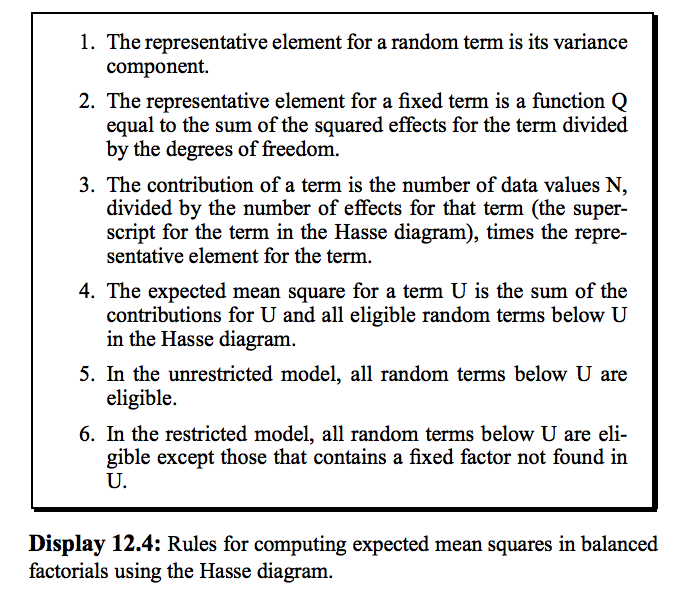 1. The representative element for a random term is its variance
component.
2. The representative element for a fixed term is a function Q
equal to the sum of the squared effects for the term divided
by the degrees of freedom.
3. The contribution of a term is the number of data values N,
divided by the number of effects for that term (the super-
script for the term in the Hasse diagram), times the repre-
sentative element for the term.
4. The expected mean square for a term U is the sum of the
contributions for U and all eligible random terms below U
in the Hasse diagram.
5. In the unrestricted model, all random terms below U are
eligible.
6. In the restricted model, all random terms below U are eli-
gible except those that contains a fixed factor not found in
U.
Display 12.4: Rules for computing expected mean squares in balanced
factorials using the Hasse diagram.